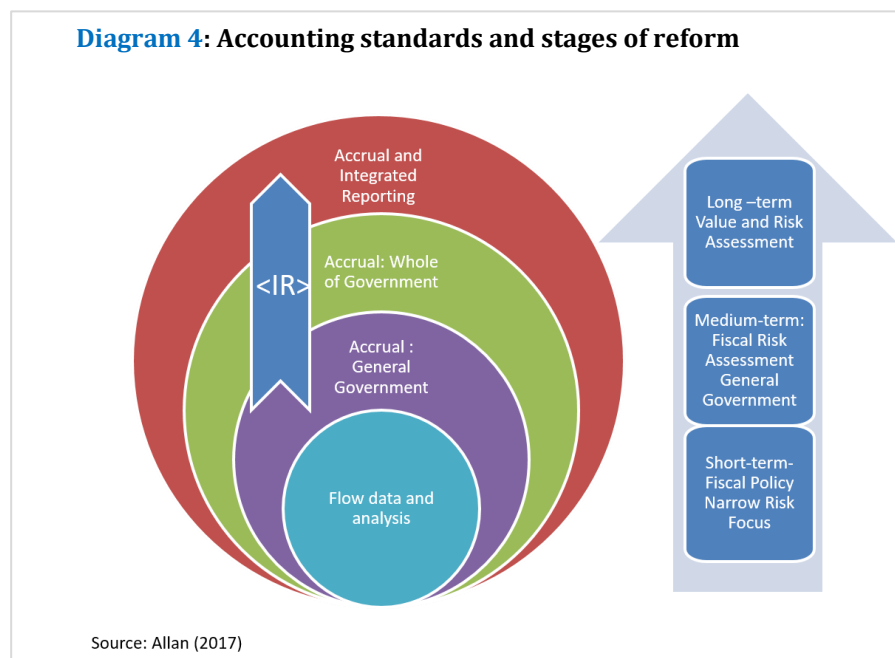 Diagram 4: Accounting standards and stages of reform
Accrual and
Integrated
Reporting
Accrual: Whole
of Government
<IR>
Accrual :
General
Government
Flow data and
analysis
Long –term
Value and Risk
Assessment
Medium-term:
Fiscal Risk
Assessment
General
Government
Short-term-
Fiscal Policy
Narrow Risk
Focus
Source: Allan (2017)